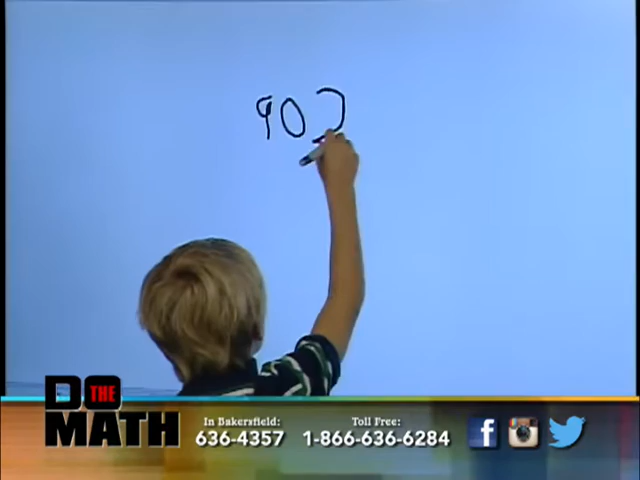 902
DO THE MATH
In Bakersfield:
636-4357
Toll Free:
1-866-636-6284